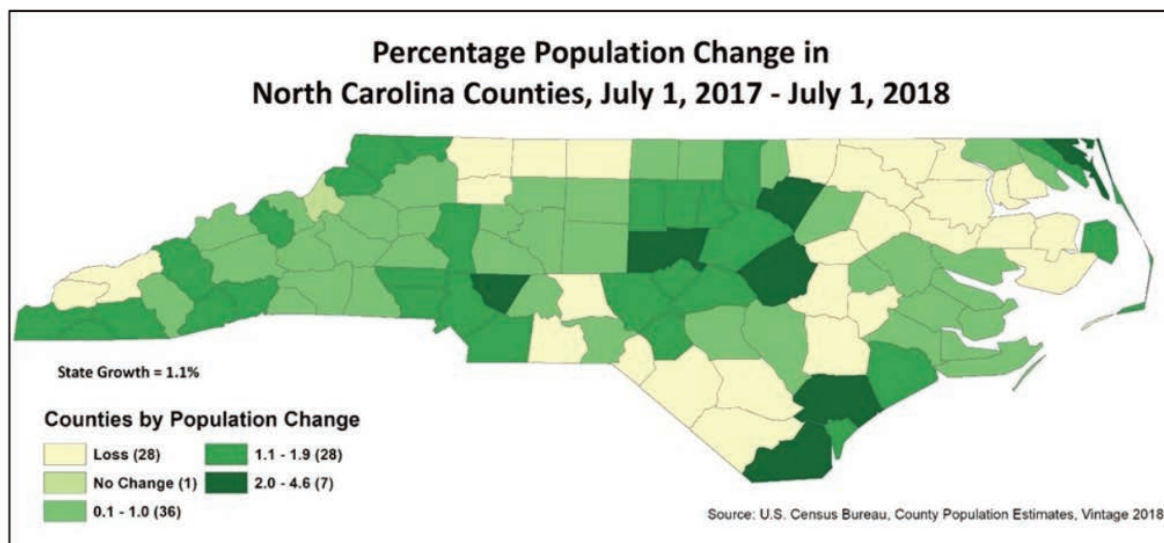 Percentage Population Change in
North Carolina Counties, July 1, 2017 - July 1, 2018
State Growth = 1.1%
Counties by Population Change
Loss (28)
No Change (1)
0.1 - 1.0 (36)
1.1 - 1.9 (28)
2.0 - 4.6 (7)
Source: U.S. Census Bureau, County Population Estimates, Vintage 2018